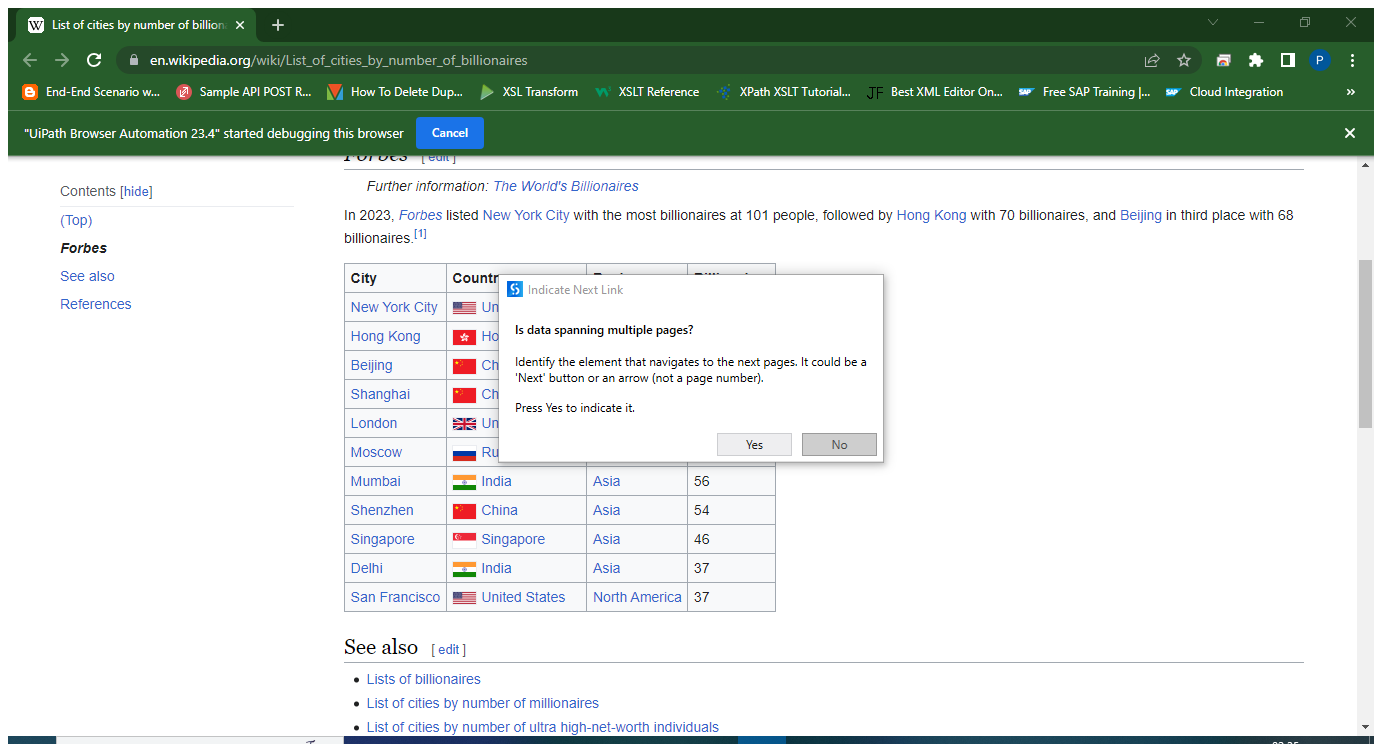 List of cities by number of billion
en.wikipedia.org/wiki/List_of_cities_by_number_of_billionaires
P
End-End Scenario w... Sample API POST R... How To Delete Dup... XSL Transform XSLT Reference XPath XSLT Tutorial... JF Best XML Editor On... SAP Free SAP Training |... SAP Cloud Integration »
"UiPath Browser Automation 23.4" started debugging this browser Cancel
Forbes [ edit ]
Contents [hide]
(Top)
Forbes
See also
References
Further information: The World's Billionaires
In 2023, Forbes listed New York City with the most billionaires at 101 people, followed by Hong Kong with 70 billionaires, and Beijing in third place with 68
billionaires.[1]
City Countr
New York City Un
Hong Kong Ho
Beijing Ch
Shanghai Ch
London Un
Moscow Ru
Mumbai India Asia 56
Shenzhen China Asia 54
Singapore Singapore Asia 46
Delhi India Asia 37
San Francisco United States North America 37
Indicate Next Link
Is data spanning multiple pages?
Identify the element that navigates to the next pages. It could be a
'Next' button or an arrow (not a page number).
Press Yes to indicate it.
Yes No
See also [ edit ]
• Lists of billionaires
• List of cities by number of millionaires
• List of cities by number of ultra high-net-worth individuals